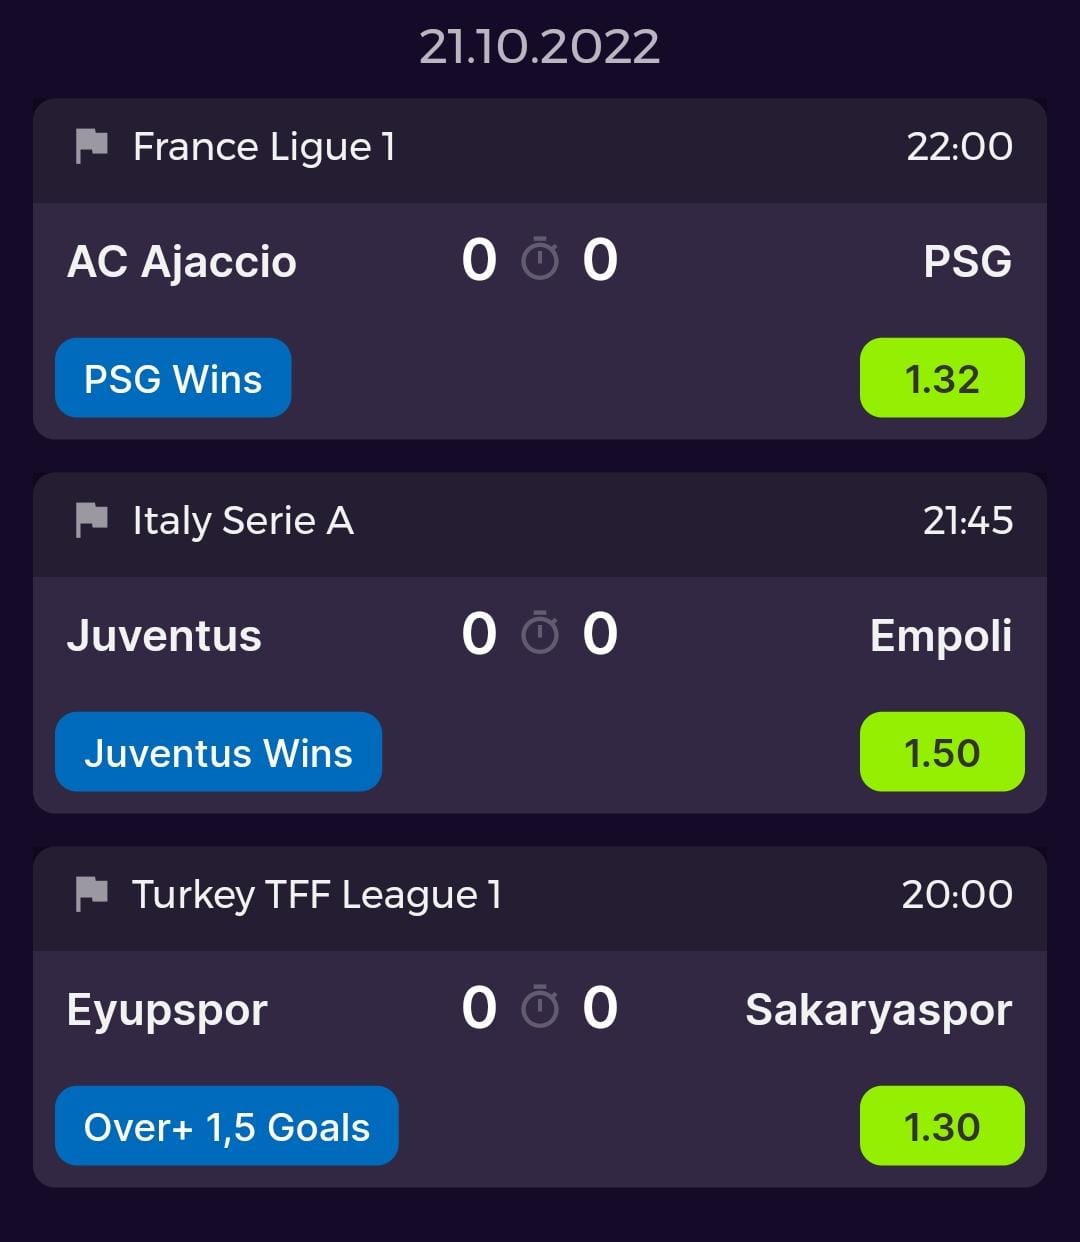 21.10.2022
France Ligue 1 22:00
AC Ajaccio 0 0 PSG
PSG Wins 1.32
Italy Serie A 21:45
Juventus 0 0 Empoli
Juventus Wins 1.50
Turkey TFF League 1 20:00
Eyupspor 0 0 Sakaryaspor
Over+ 1,5 Goals 1.30